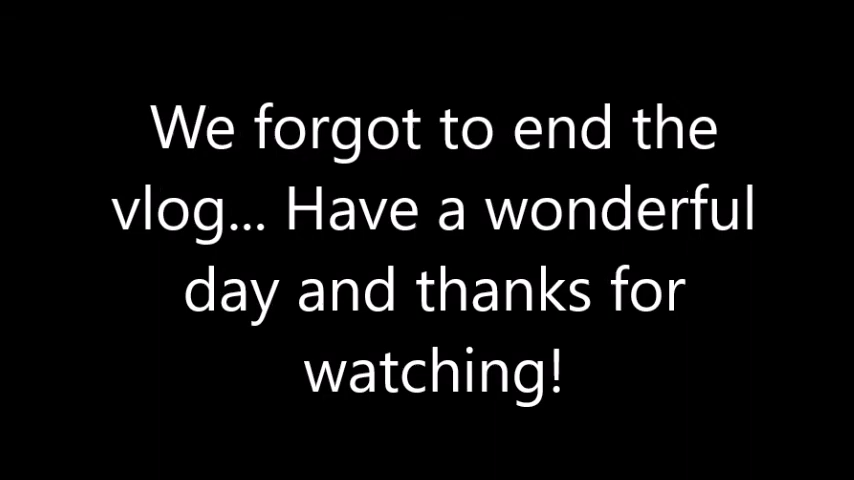 We forgot to end the
vlog... Have a wonderful
day and thanks for
watching!